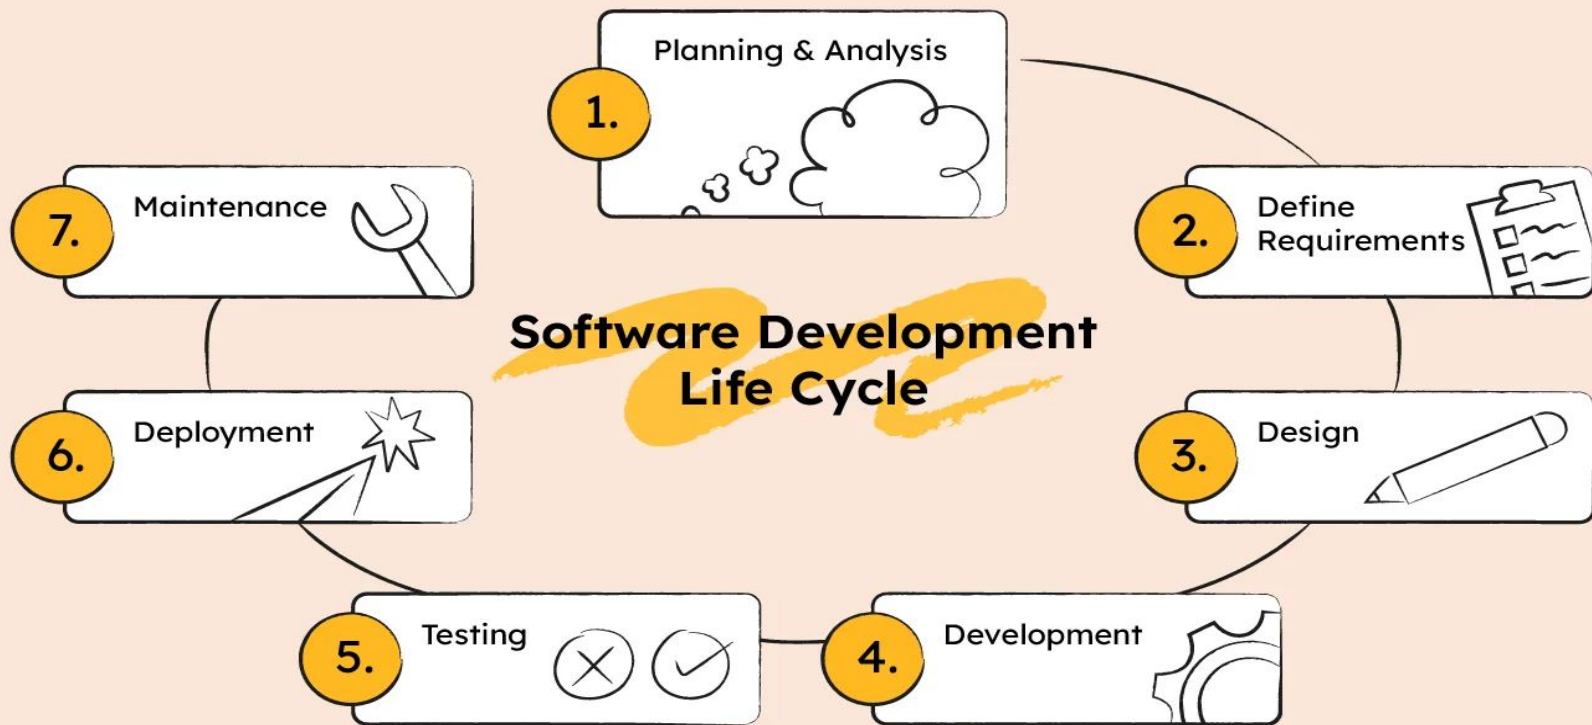 Software Development
Life Cycle
1.
Planning & Analysis
2.
Define
Requirements
3.
Design
4.
Development
5.
Testing
6.
Deployment
7.
Maintenance